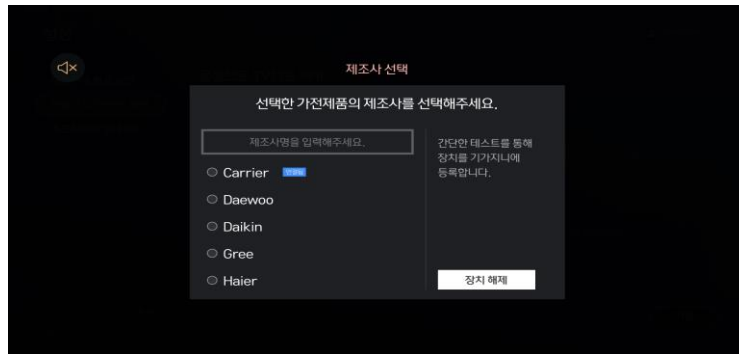 제조사 선택
선택한 가전제품의 제조사를 선택해주세요.
제조사명을 입력해주세요.
Carrier 연결됨
Daewoo
Daikin
Gree
Haier
간단한 테스트를 통해
장치를 기가지니에
등록합니다.
장치 해제